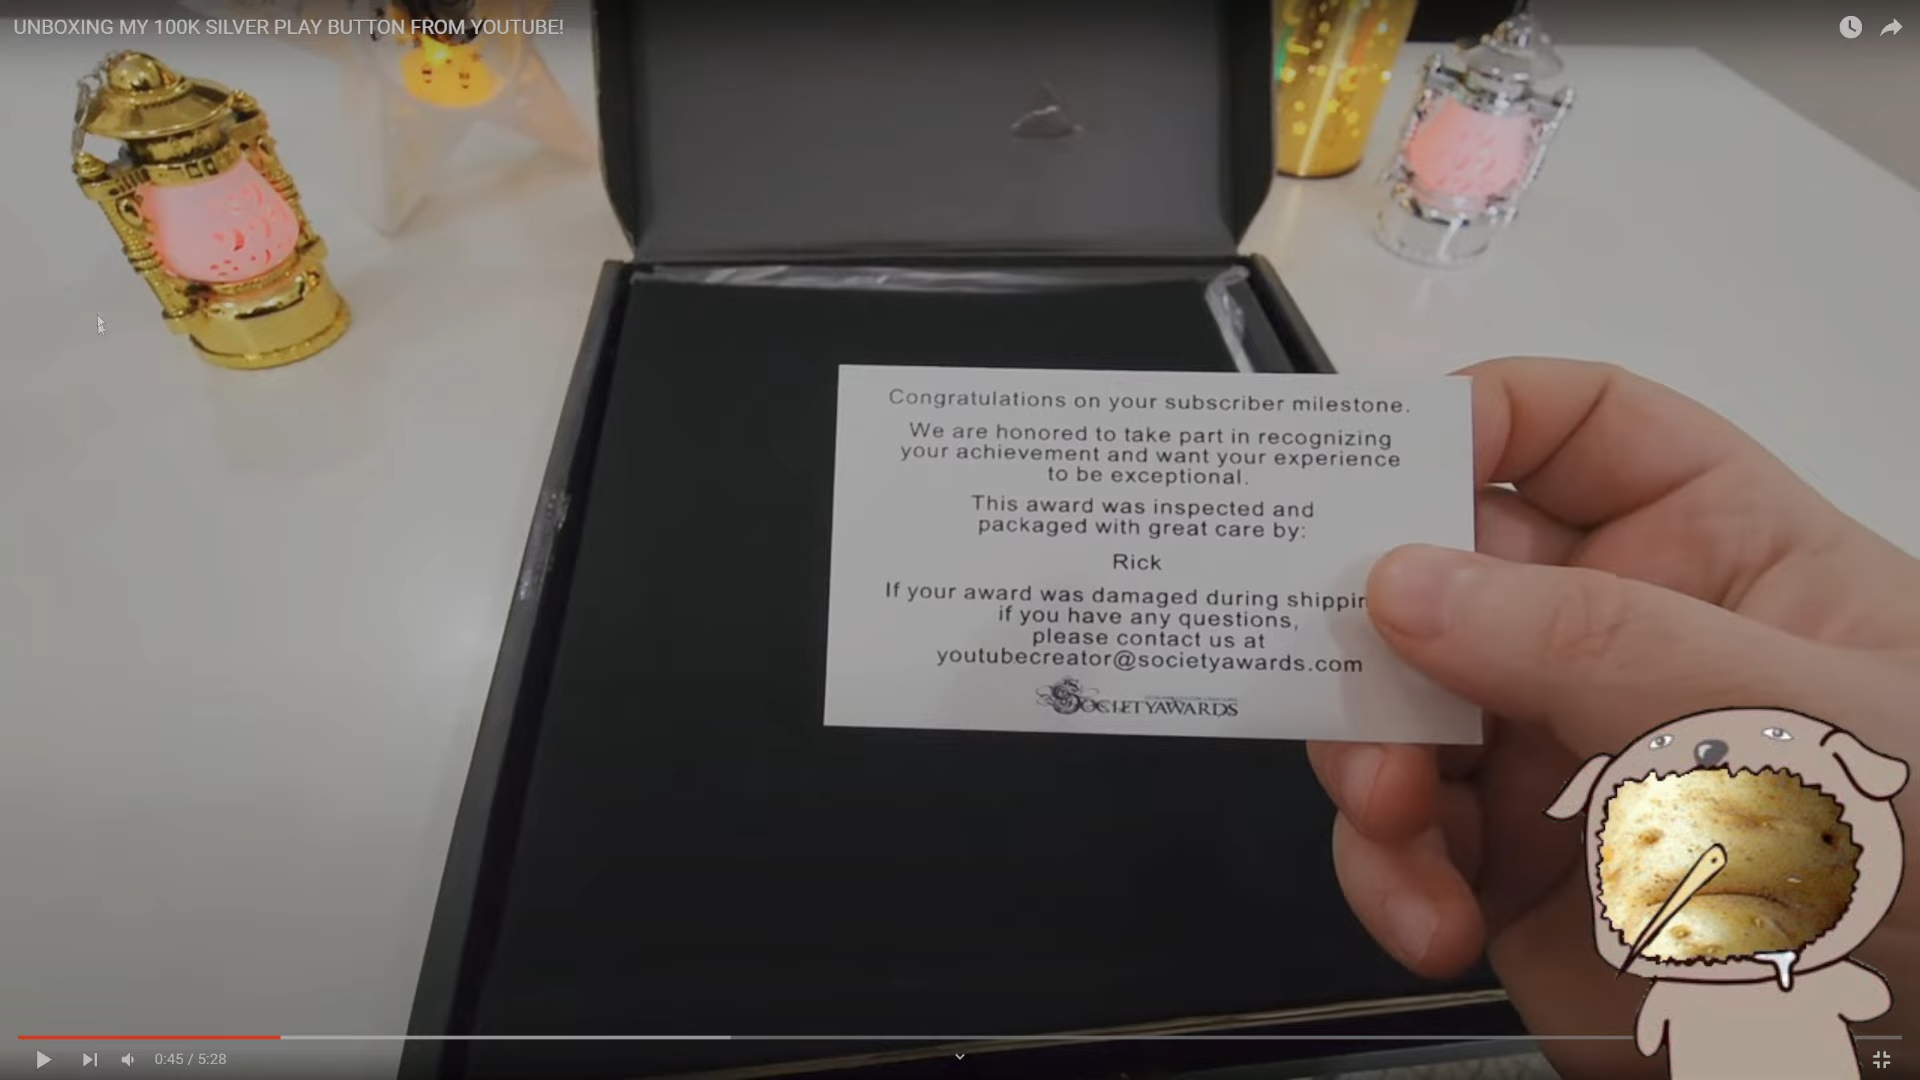 UNBOXING MY 100K SILVER PLAY BUTTON FROM YOUTUBE!
Congratulations on your subscriber milestone.
We are honored to take part in recognizing
your achievement and want your experience
to be exceptional.
This award was inspected and
packaged with great care by:
Rick
If your award was damaged during shippin
if you have any questions,
please contact us at
youtubecreator@societyawards.com
SOCIETYAWARDS
0:45 / 5:28